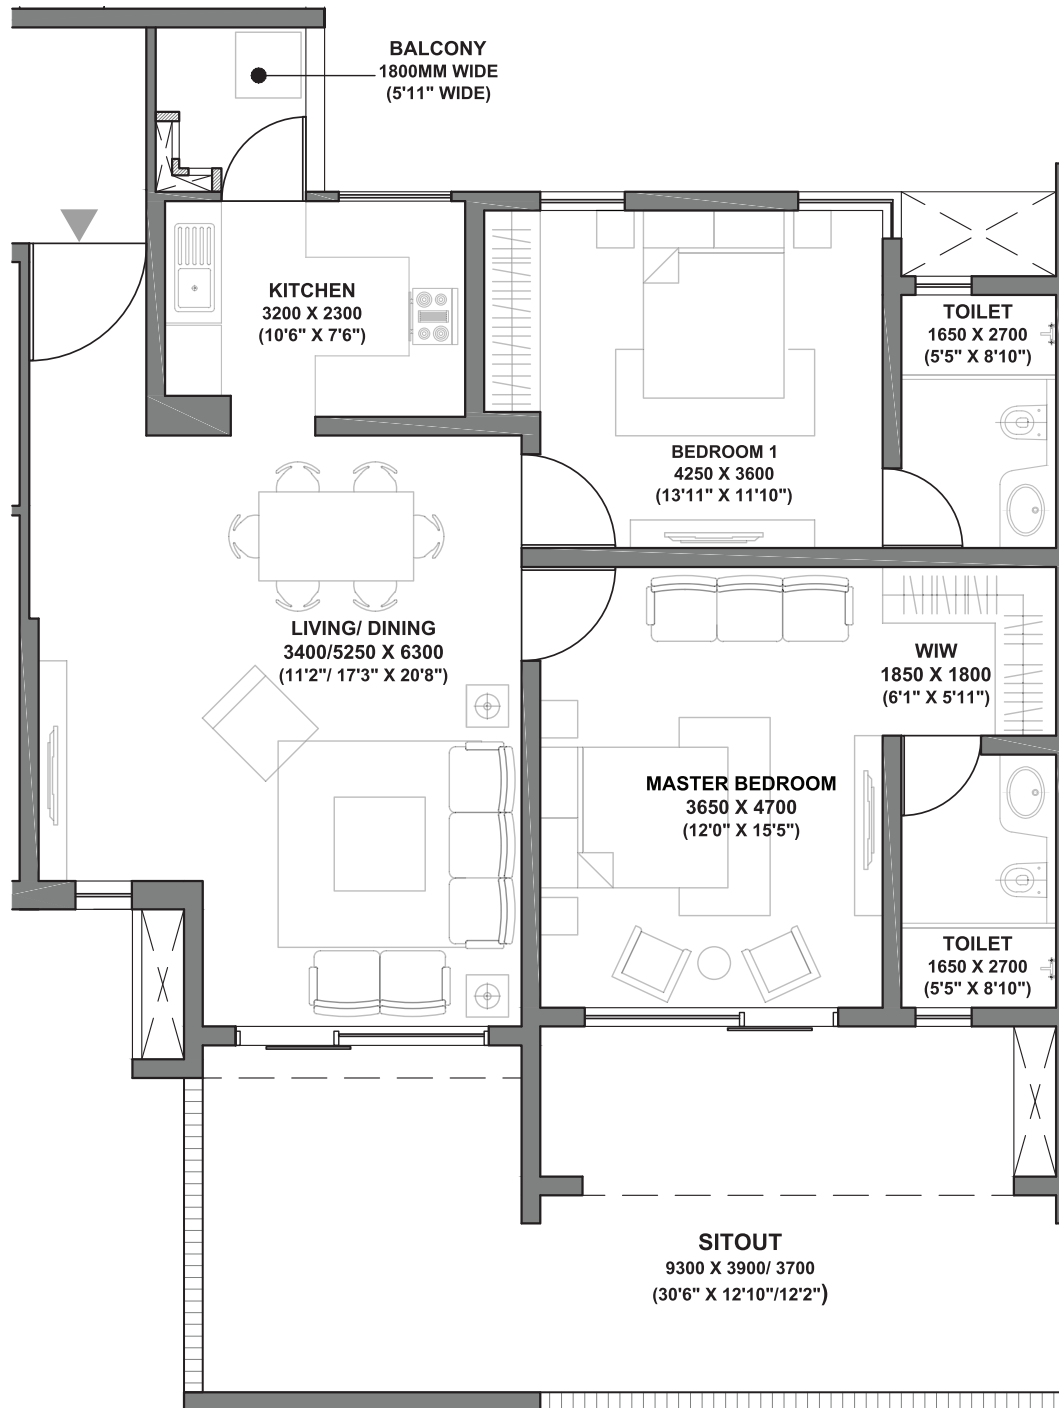 BALCONY
1800MM WIDE
(5'11" WIDE)
KITCHEN
3200 X 2300
(10'6" X 7'6")
TOILET
1650 X 2700
(5'5" X 8'10")
BEDROOM 1
4250 X 3600
(13'11" X 11'10")
LIVING/ DINING
3400/5250 X 6300
(11'2"/ 17'3" X 20'8")
WIW
1850 X 1800
(6'1" X 5'11")
MASTER BEDROOM
3650 X 4700
(12'0" X 15'5")
TOILET
1650 X 2700
(5'5" X 8'10")
SITOUT
9300 X 3900/ 3700
(30'6" X 12'10"/12'2")